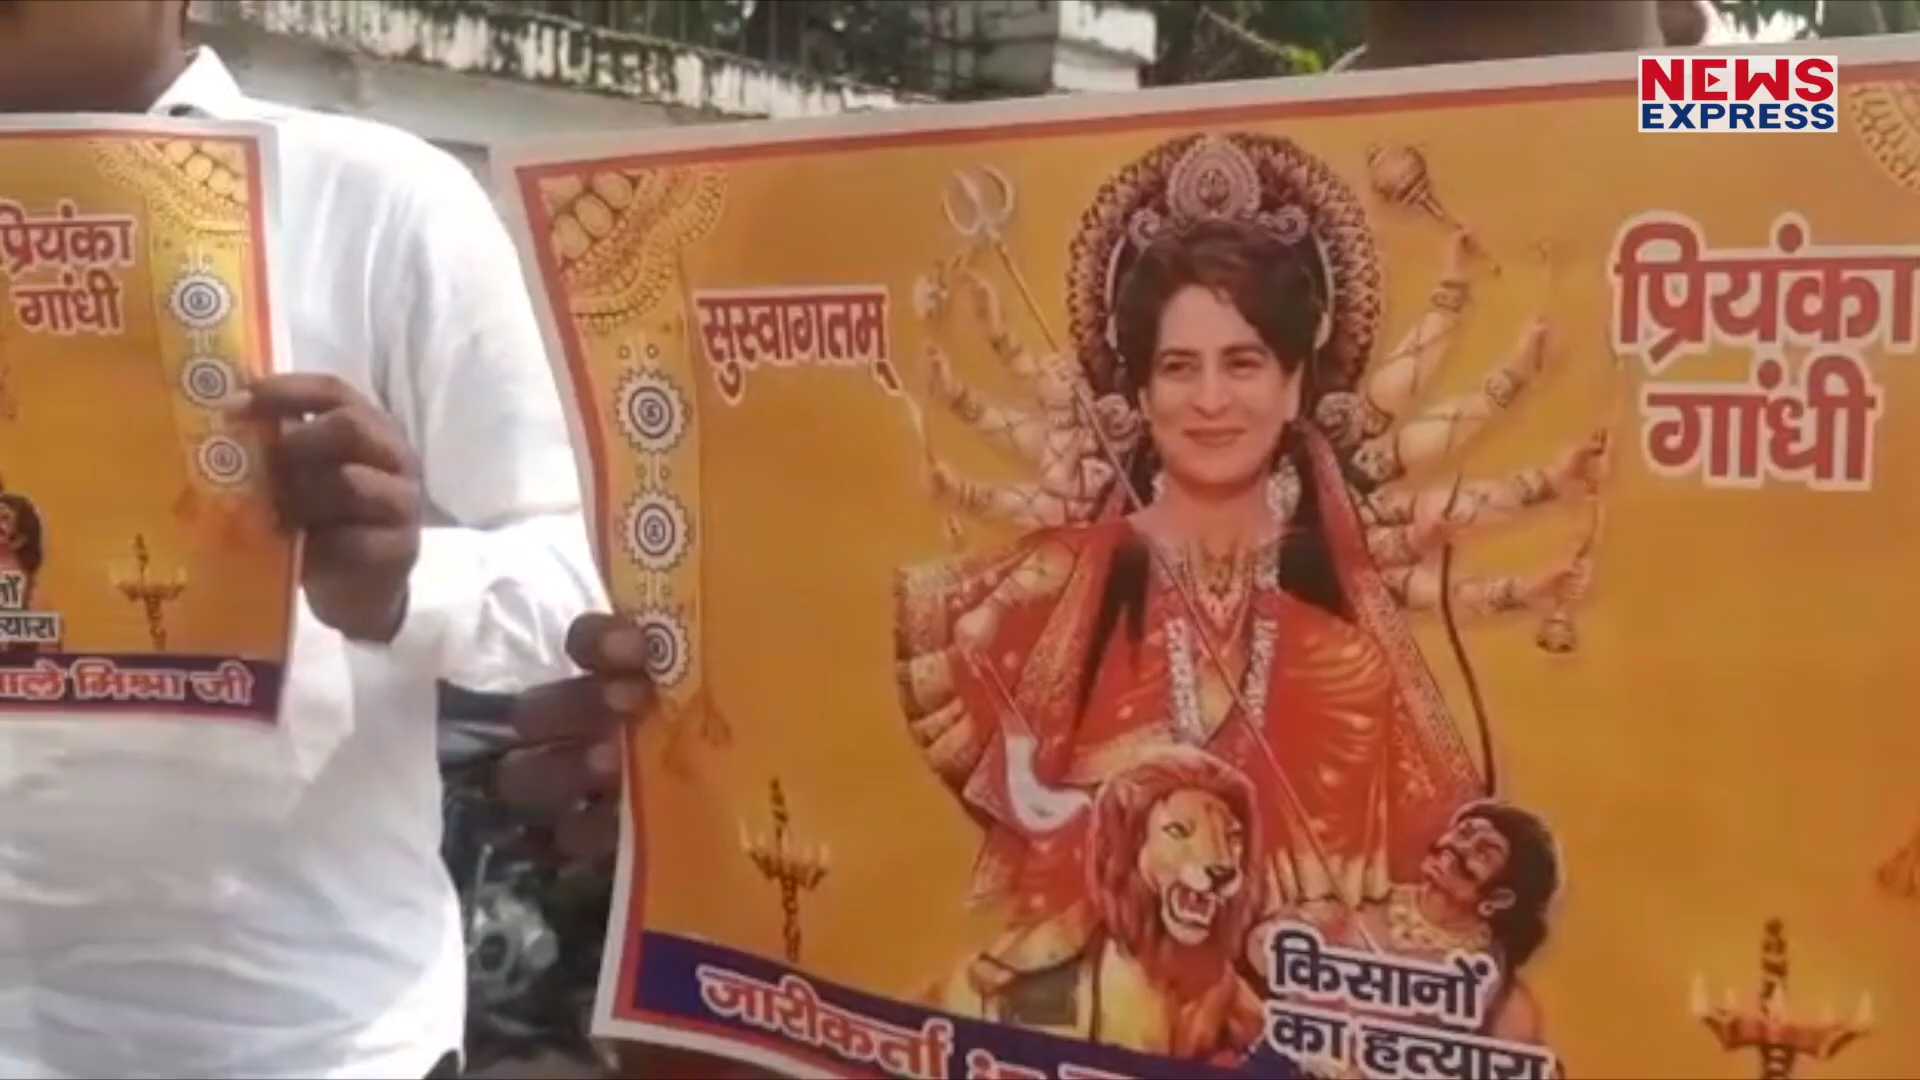 NEWS
EXPRESS
प्रियंका
गांधी
सुस्वागतम्
प्रियंका
गांधी
किसानों
का हत्यारा
जारीकर्ता
मिश्रा जी